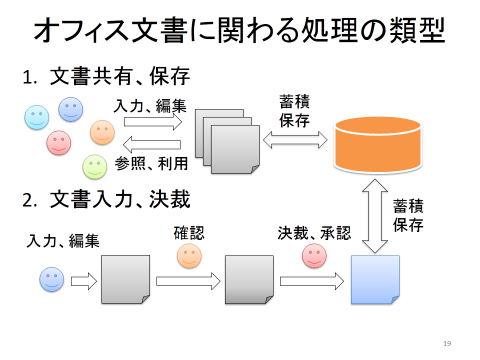 オフィス文書に関わる処理の類型
1. 文書共有、保存
入力、編集
蓄積
保存
参照、利用
2. 文書入力、決裁
蓄積
保存
入力、編集
確認
決裁、承認
19